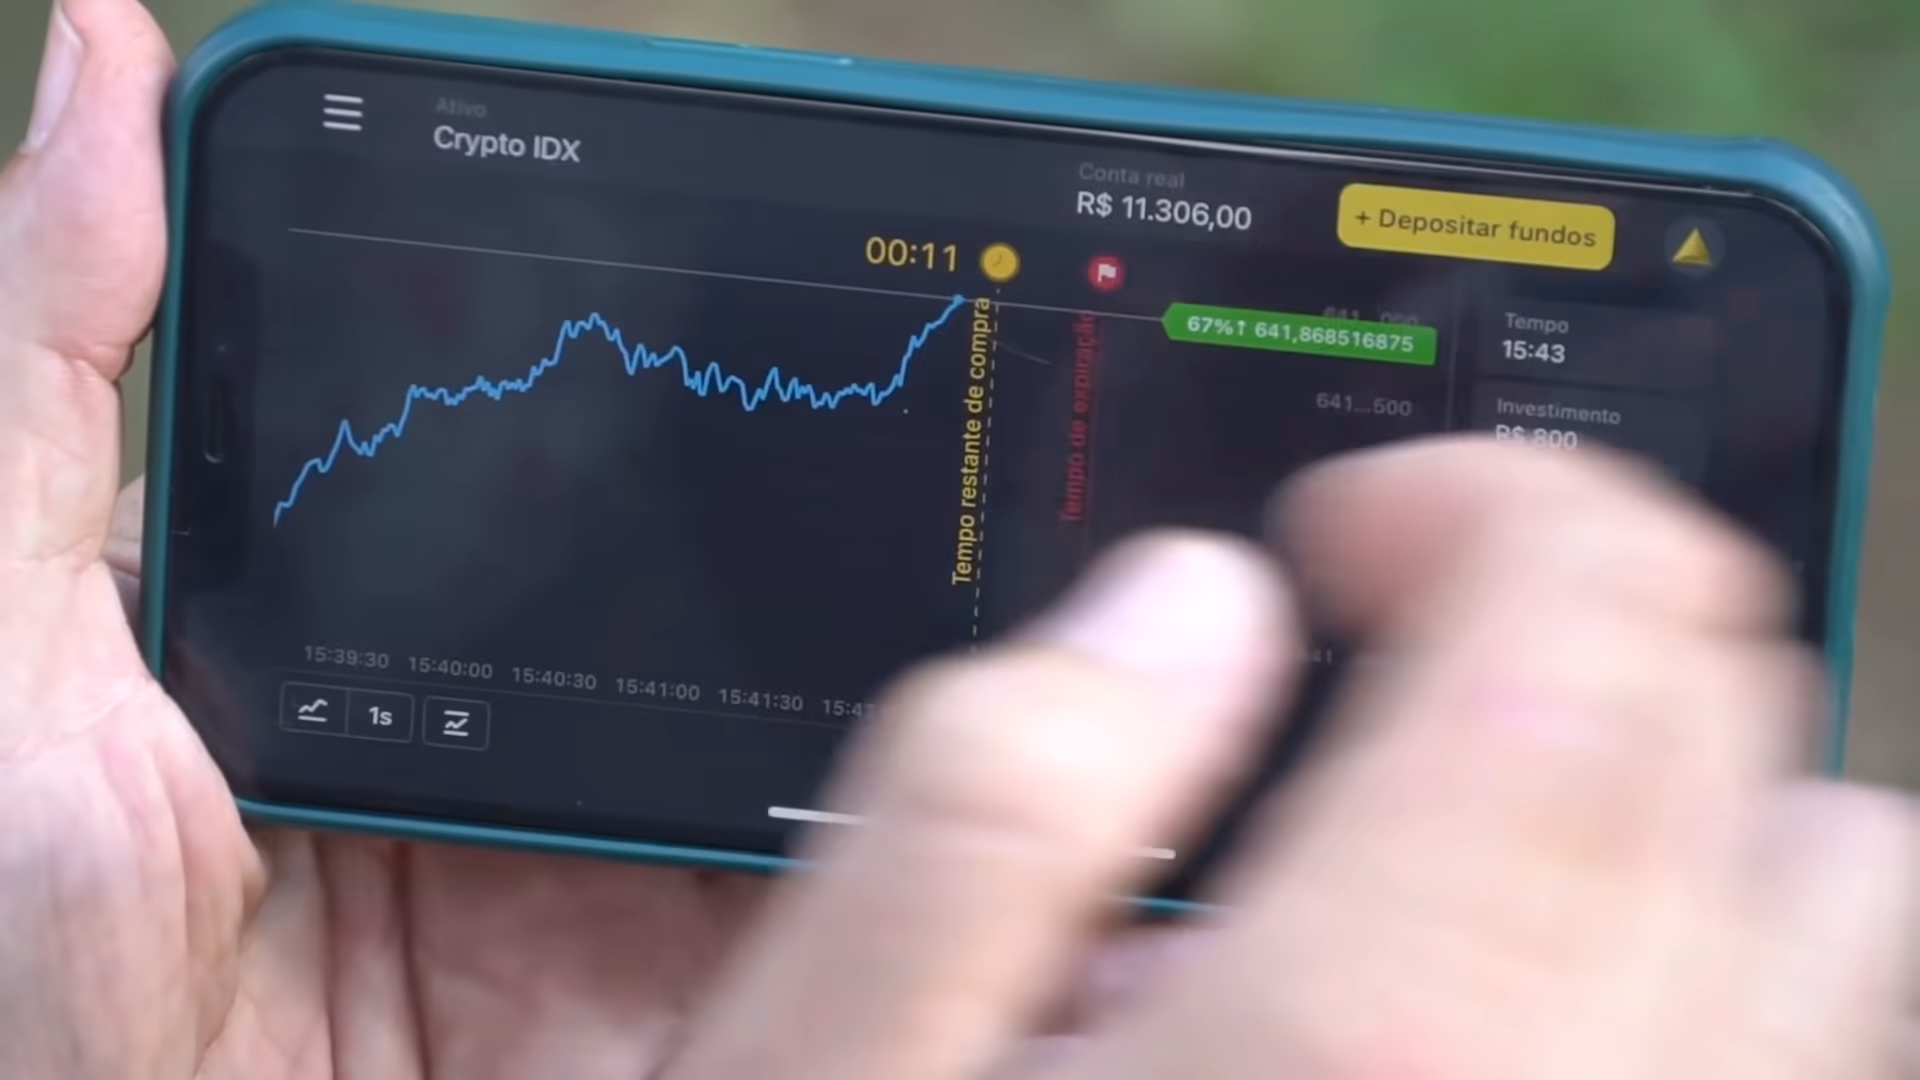 Ativo
Crypto IDX
Conta real
R$ 11.306,00
+ Depositar fundos
00:11
Tempo restante de compra
Tempo de expiração
67%↑ 641,868516875
641...500
Tempo
15:43
Investimento
R$ 800
15:39:30 15:40:00 15:40:30 15:41:00 15:41:30
1s